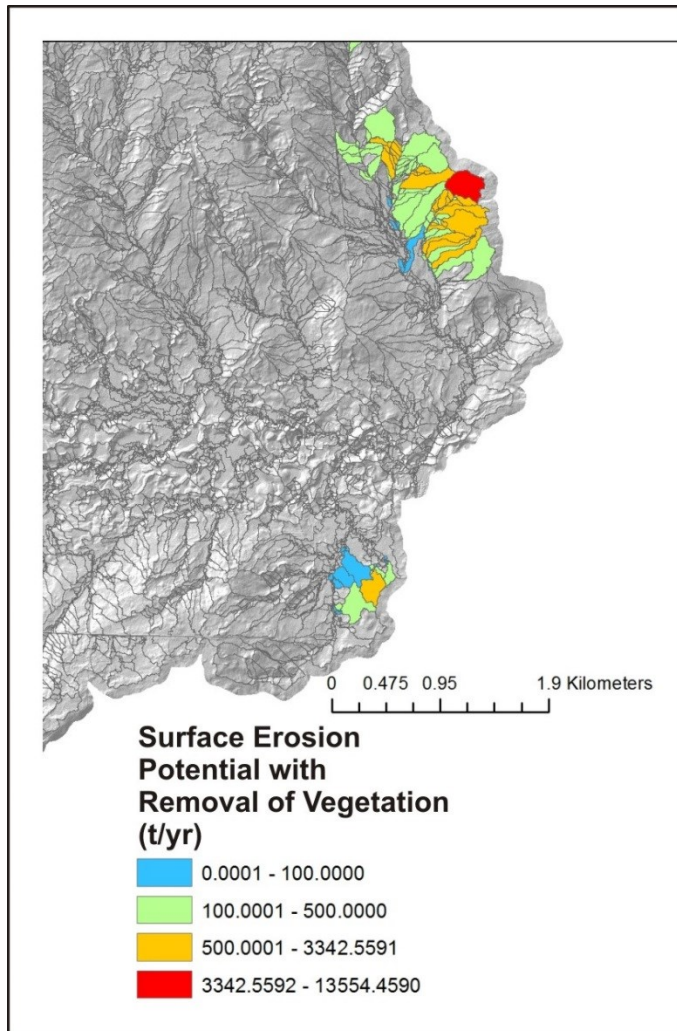 0 0.475 0.95 1.9 Kilometers
Surface Erosion
Potential with
Removal of Vegetation
(t/yr)
0.0001 - 100.0000
100.0001 - 500.0000
500.0001 - 3342.5591
3342.5592 - 13554.4590